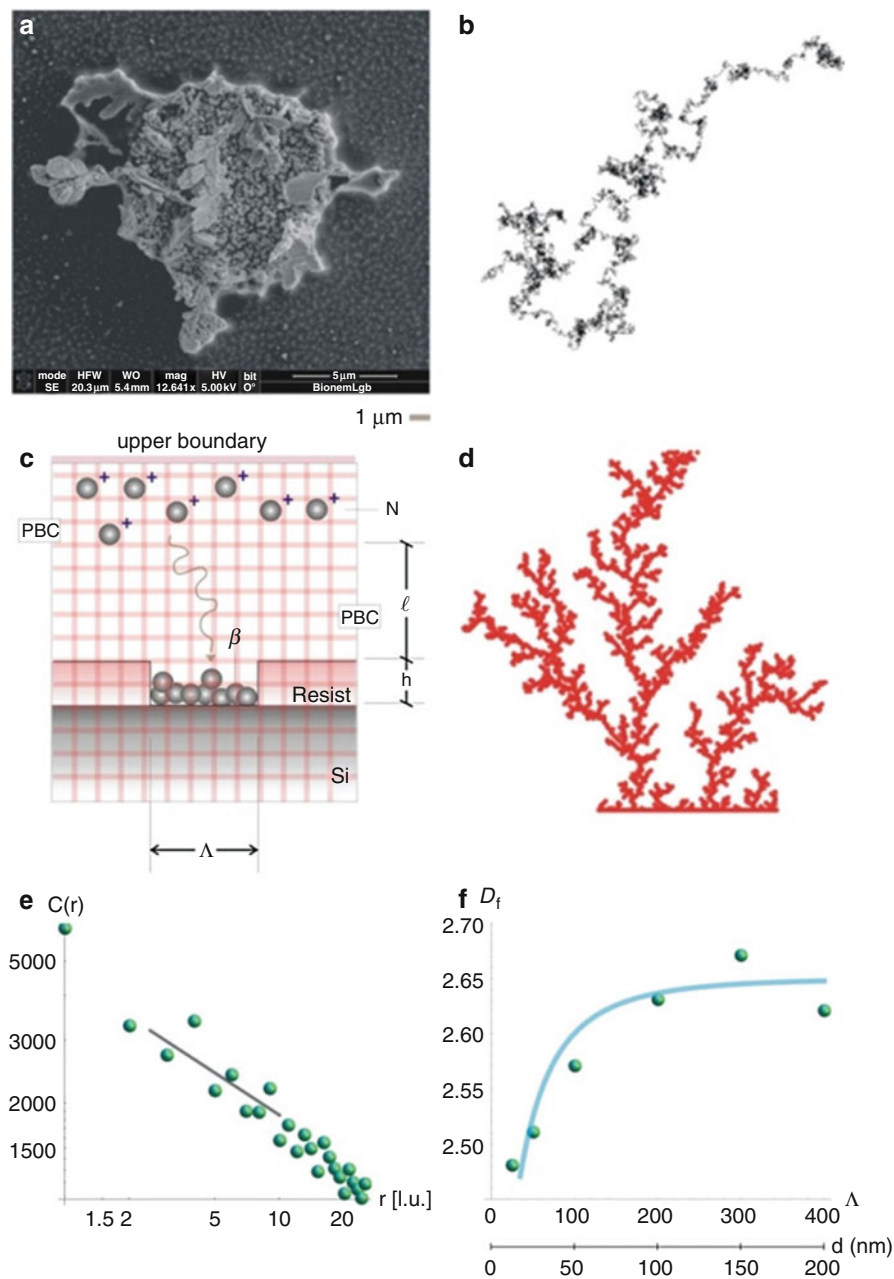 a
mode HFW WO mag HV bit 5μm
SE 20.3μm 5.4mm 12.641x 5.00kV O° BionemLgb
1 μm
b
c
upper boundary
N
PBC
ℓ
PBC
β
h
Resist
Si
Λ
d
e C(r)
5000
3000
2000
1500
r [l.u.]
1.5 2 5 10 20
f D_f
2.70
2.65
2.60
2.55
2.50
0 100 200 300 400 Λ
d (nm)
0 50 100 150 200